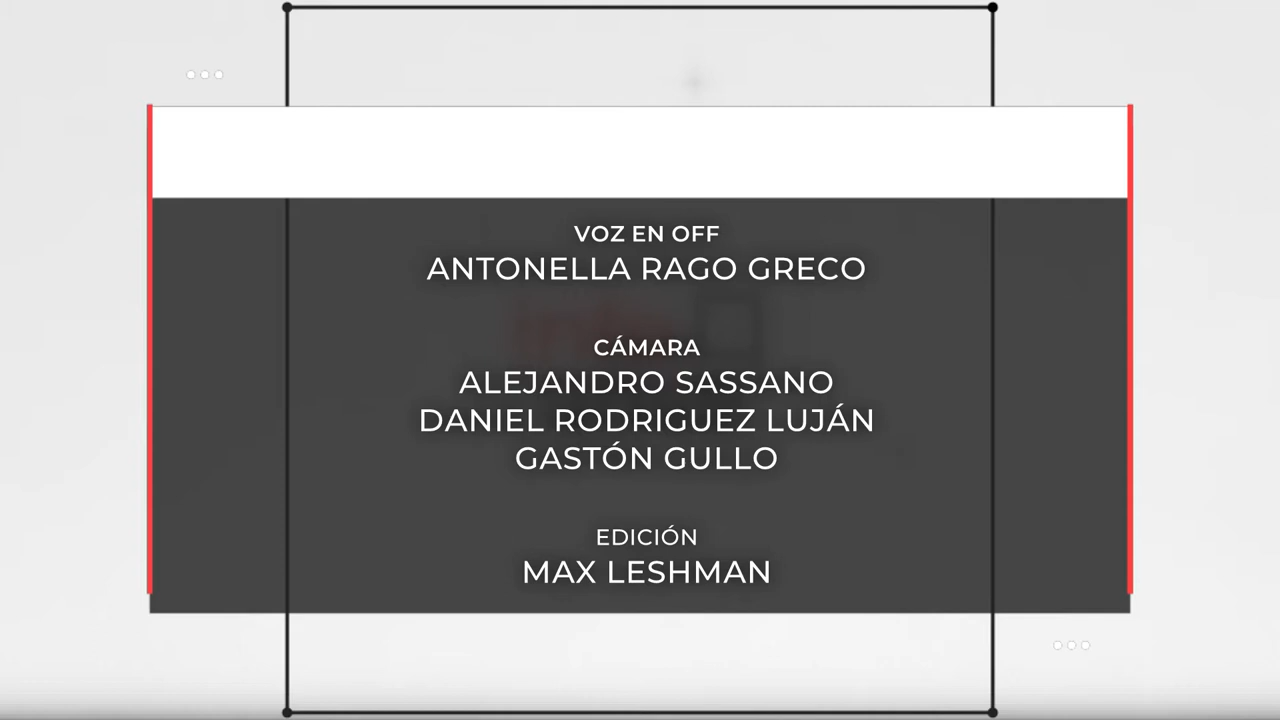 VOZ EN OFF
ANTONELLA RAGO GRECO
CÁMARA
ALEJANDRO SASSANO
DANIEL RODRIGUEZ LUJÁN
GASTÓN GULLO
EDICIÓN
MAX LESHMAN